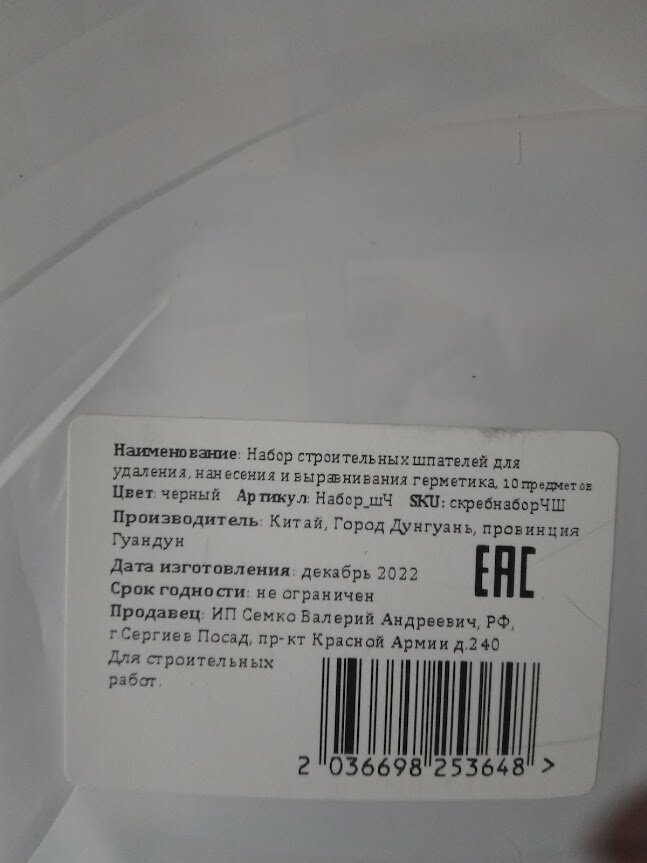 Наименование: Набор строительных шпателей для
удаления, нанесения и выравнивания герметика, 10 предметов
Цвет: черный Артикул: Набор_шЧ SKU: скребнаборЧШ
Производитель: Китай, Город Дунгуань, провинция
Гуандун
Дата изготовления: декабрь 2022
EAC
Срок годности: не ограничен
Продавец: ИП Семко Валерий Андреевич, РФ,
г.Сергиев Посад, пр-кт Красной Армии д.240
Для строительных
работ.
2 036698 253648 >